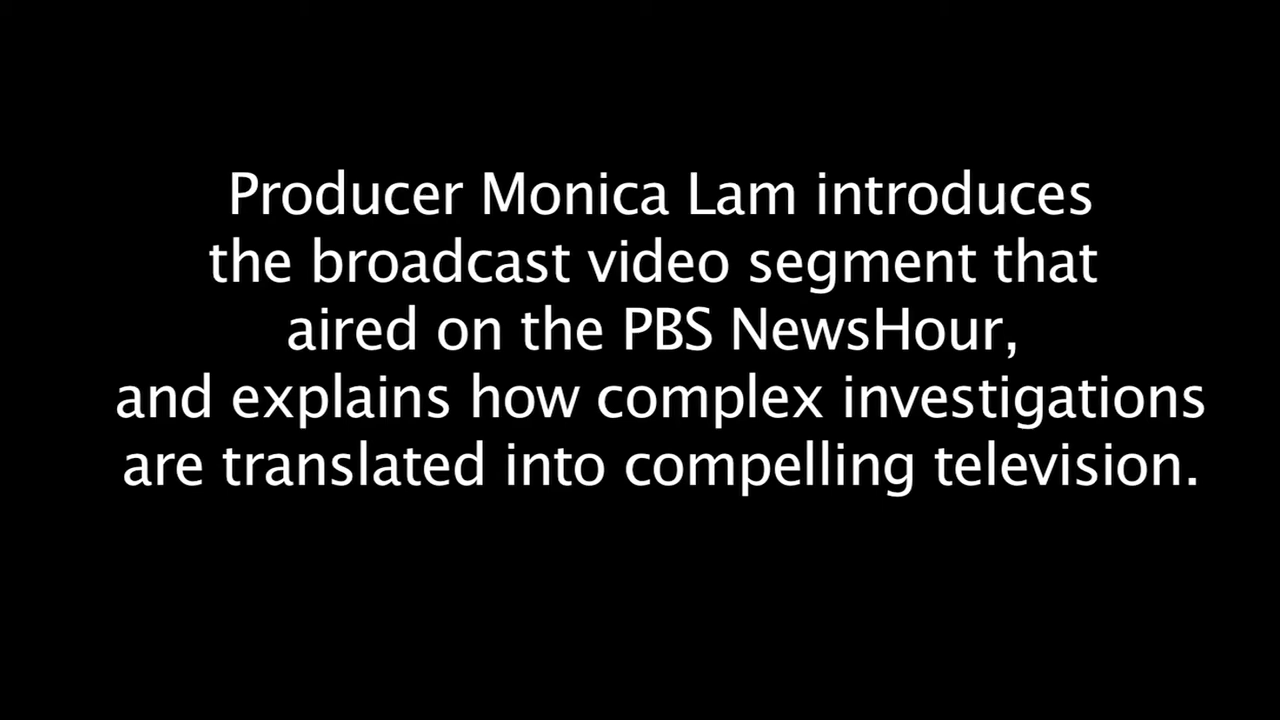 Producer Monica Lam introduces
the broadcast video segment that
aired on the PBS NewsHour,
and explains how complex investigations
are translated into compelling television.